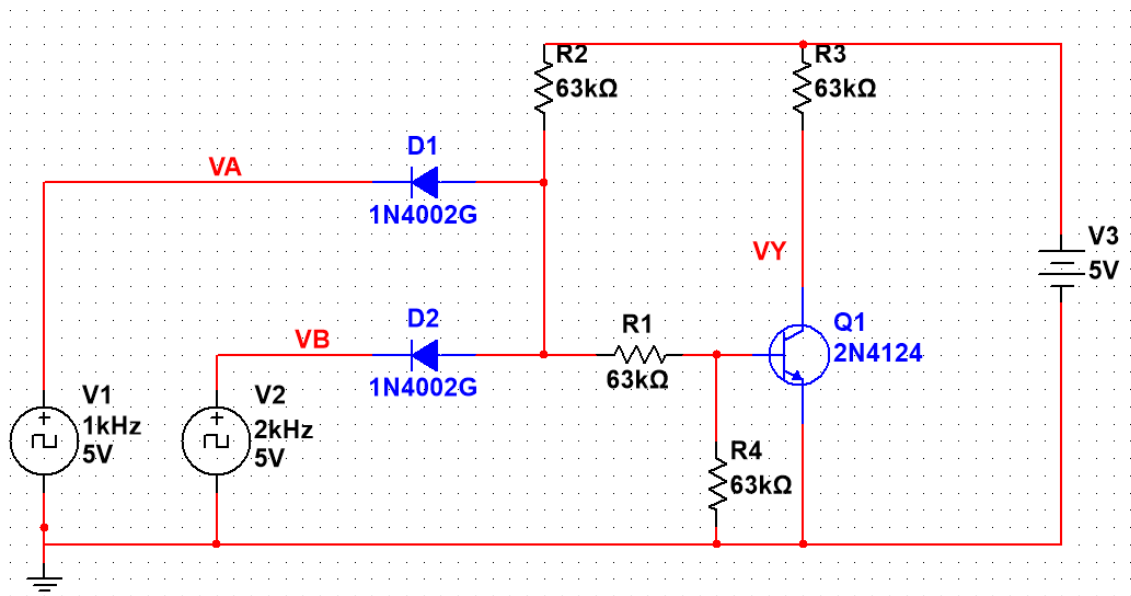 R2
63kΩ
R3
63kΩ
D1
VA
1N4002G
V3
5V
VY
D2
VB
1N4002G
R1
63kΩ
Q1
2N4124
V1
1kHz
5V
V2
2kHz
5V
R4
63kΩ